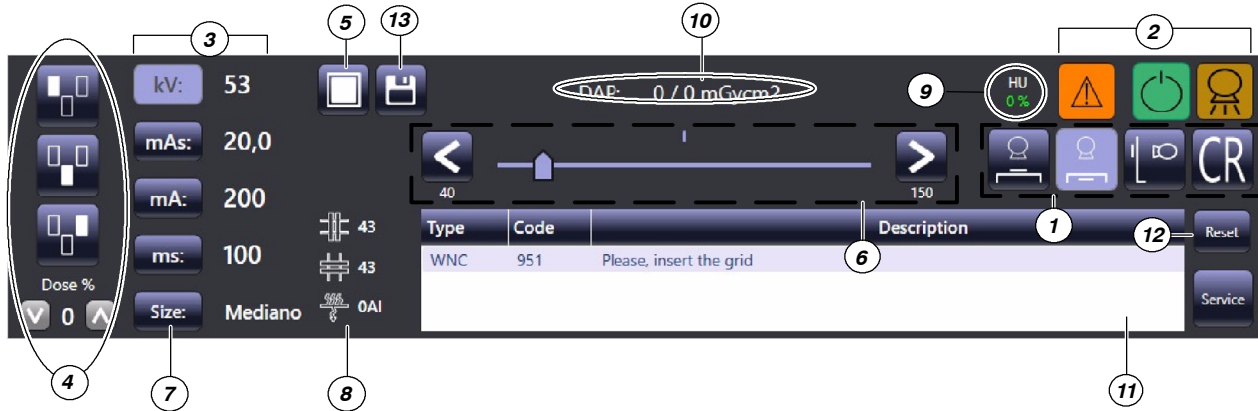 3
5
13
10
2
kV: 53
DAP: 0 / 0 mGycm2
9
HU
0 %
mAs: 20,0
40
150
CR
mA: 200
43
Type Code Description
6
1
12
Reset
WNC 951 Please, insert the grid
ms: 100
43
Dose %
0
Size: Mediano
0Al
Service
4
7
8
11